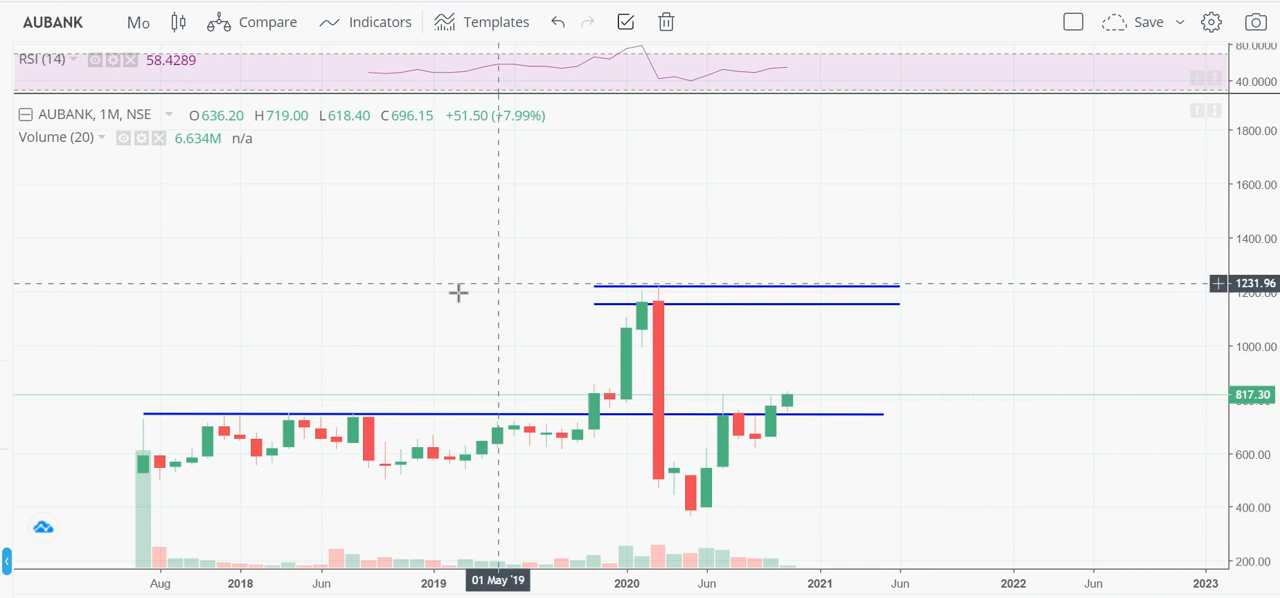 AUBANK Mo Compare Indicators Templates Save
RSI (14) 58.4289
80.0000
40.0000
AUBANK, 1M, NSE O636.20 H719.00 L618.40 C696.15 +51.50 (+7.99%)
Volume (20) 6.634M n/a
1800.00
1600.00
1400.00
1231.96
1000.00
817.30
600.00
400.00
200.00
Aug 2018 Jun 2019 01 May '19 2020 Jun 2021 Jun 2022 Jun 2023